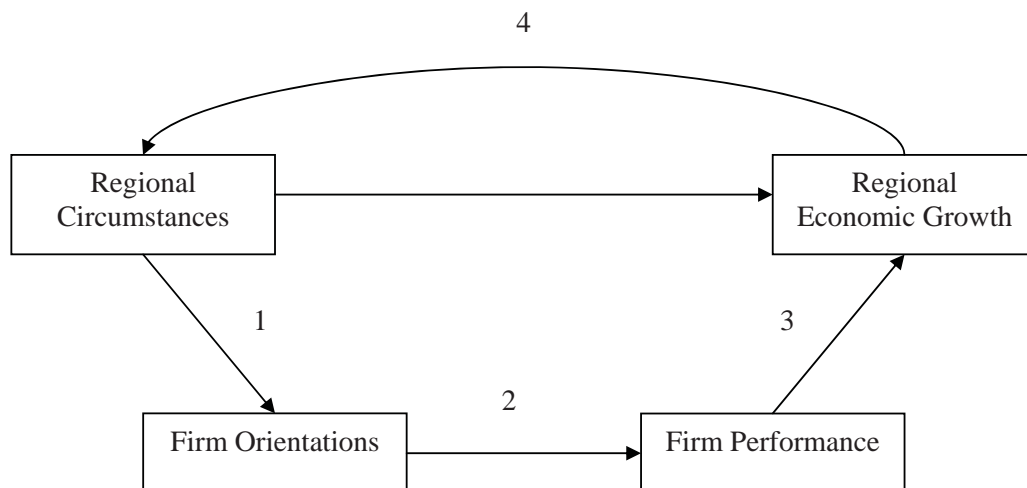 4
Regional
Circumstances
Regional
Economic Growth
1
3
2
Firm Orientations
Firm Performance